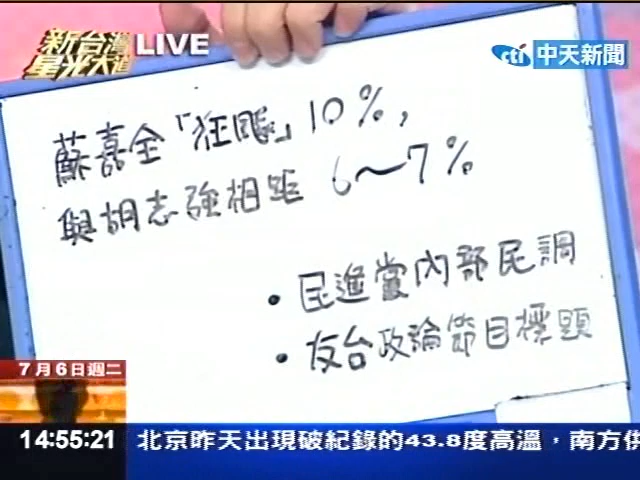 新台灣
星光大道
LIVE
cti 中天新聞
蘇嘉全「狂飆」10%,
與胡志強相距 6~7%
• 民進黨內部民調
• 友台政論節目標題
7月6日週二
14:55:21
北京昨天出現破紀錄的43.8度高溫，南方供